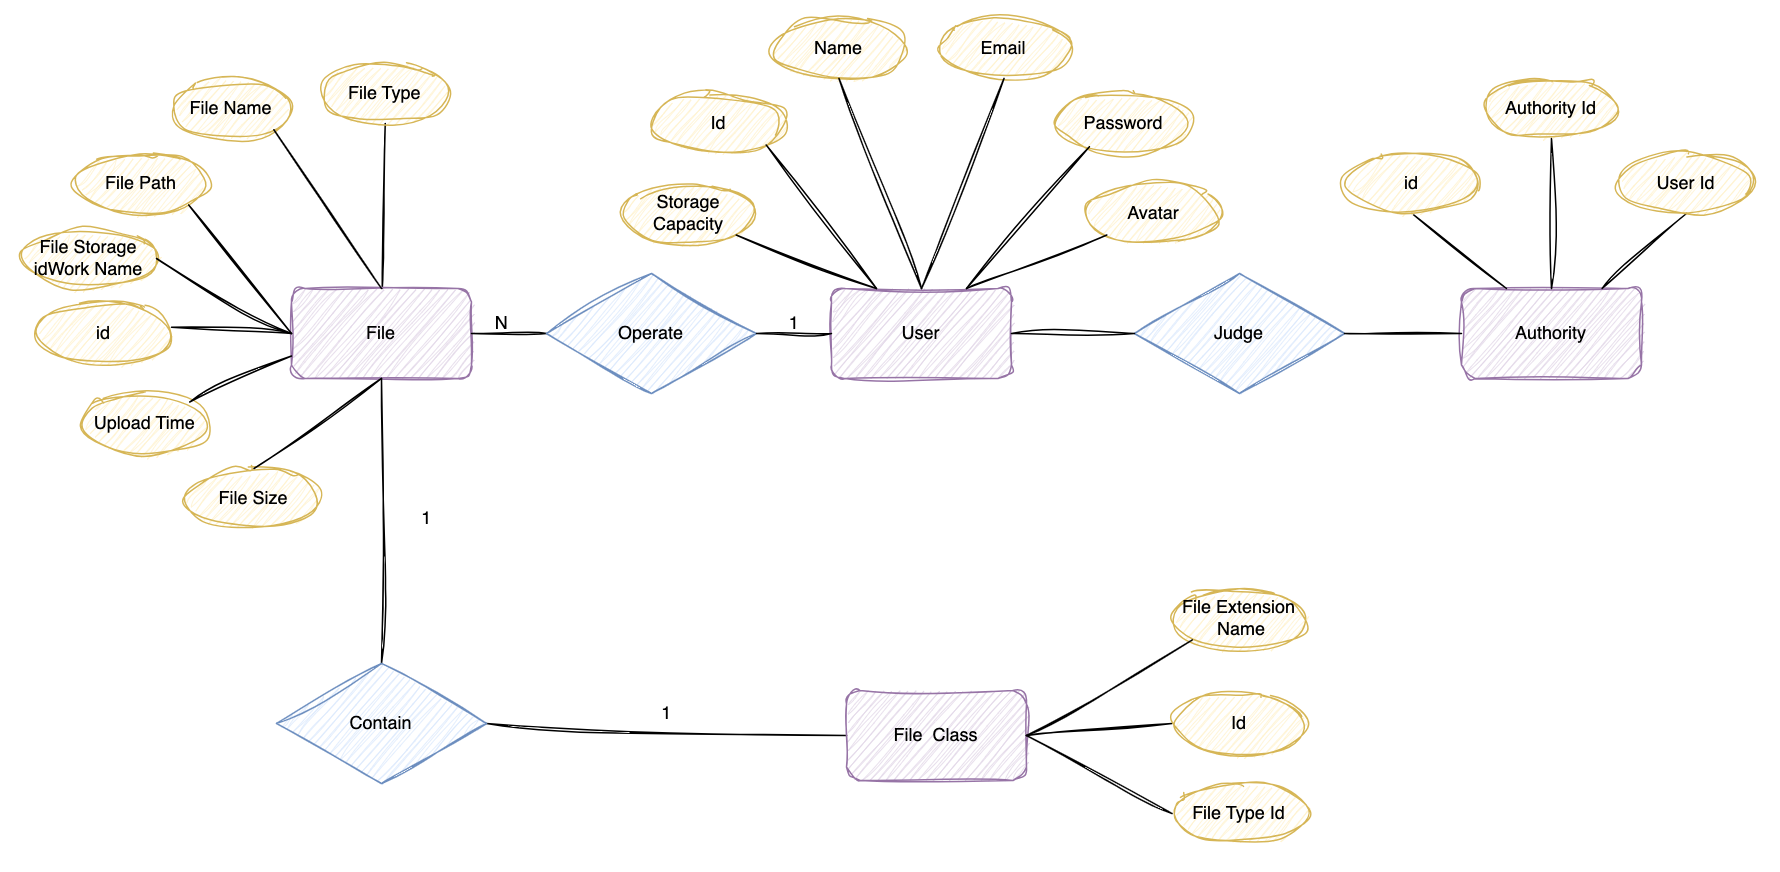 Name
Email
File Type
File Name
Authority Id
Id
Password
File Path
id
User Id
Storage
Capacity
Avatar
File Storage
idWork Name
id
File
N
Operate
1
User
Judge
Authority
Upload Time
File Size
1
File Extension
Name
1
Contain
File  Class
Id
File Type Id